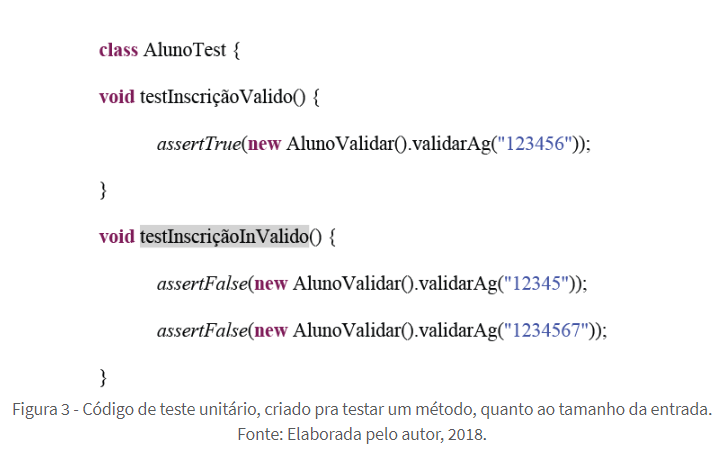 class AlunoTest {
void testInscriçãoValido() {
assertTrue(new AlunoValidar().validarAg("123456"));
}
void testInscriçãoInValido() {
assertFalse(new AlunoValidar().validarAg("12345"));
assertFalse(new AlunoValidar().validarAg("1234567"));
}
Figura 3 - Código de teste unitário, criado pra testar um método, quanto ao tamanho da entrada.
Fonte: Elaborada pelo autor, 2018.